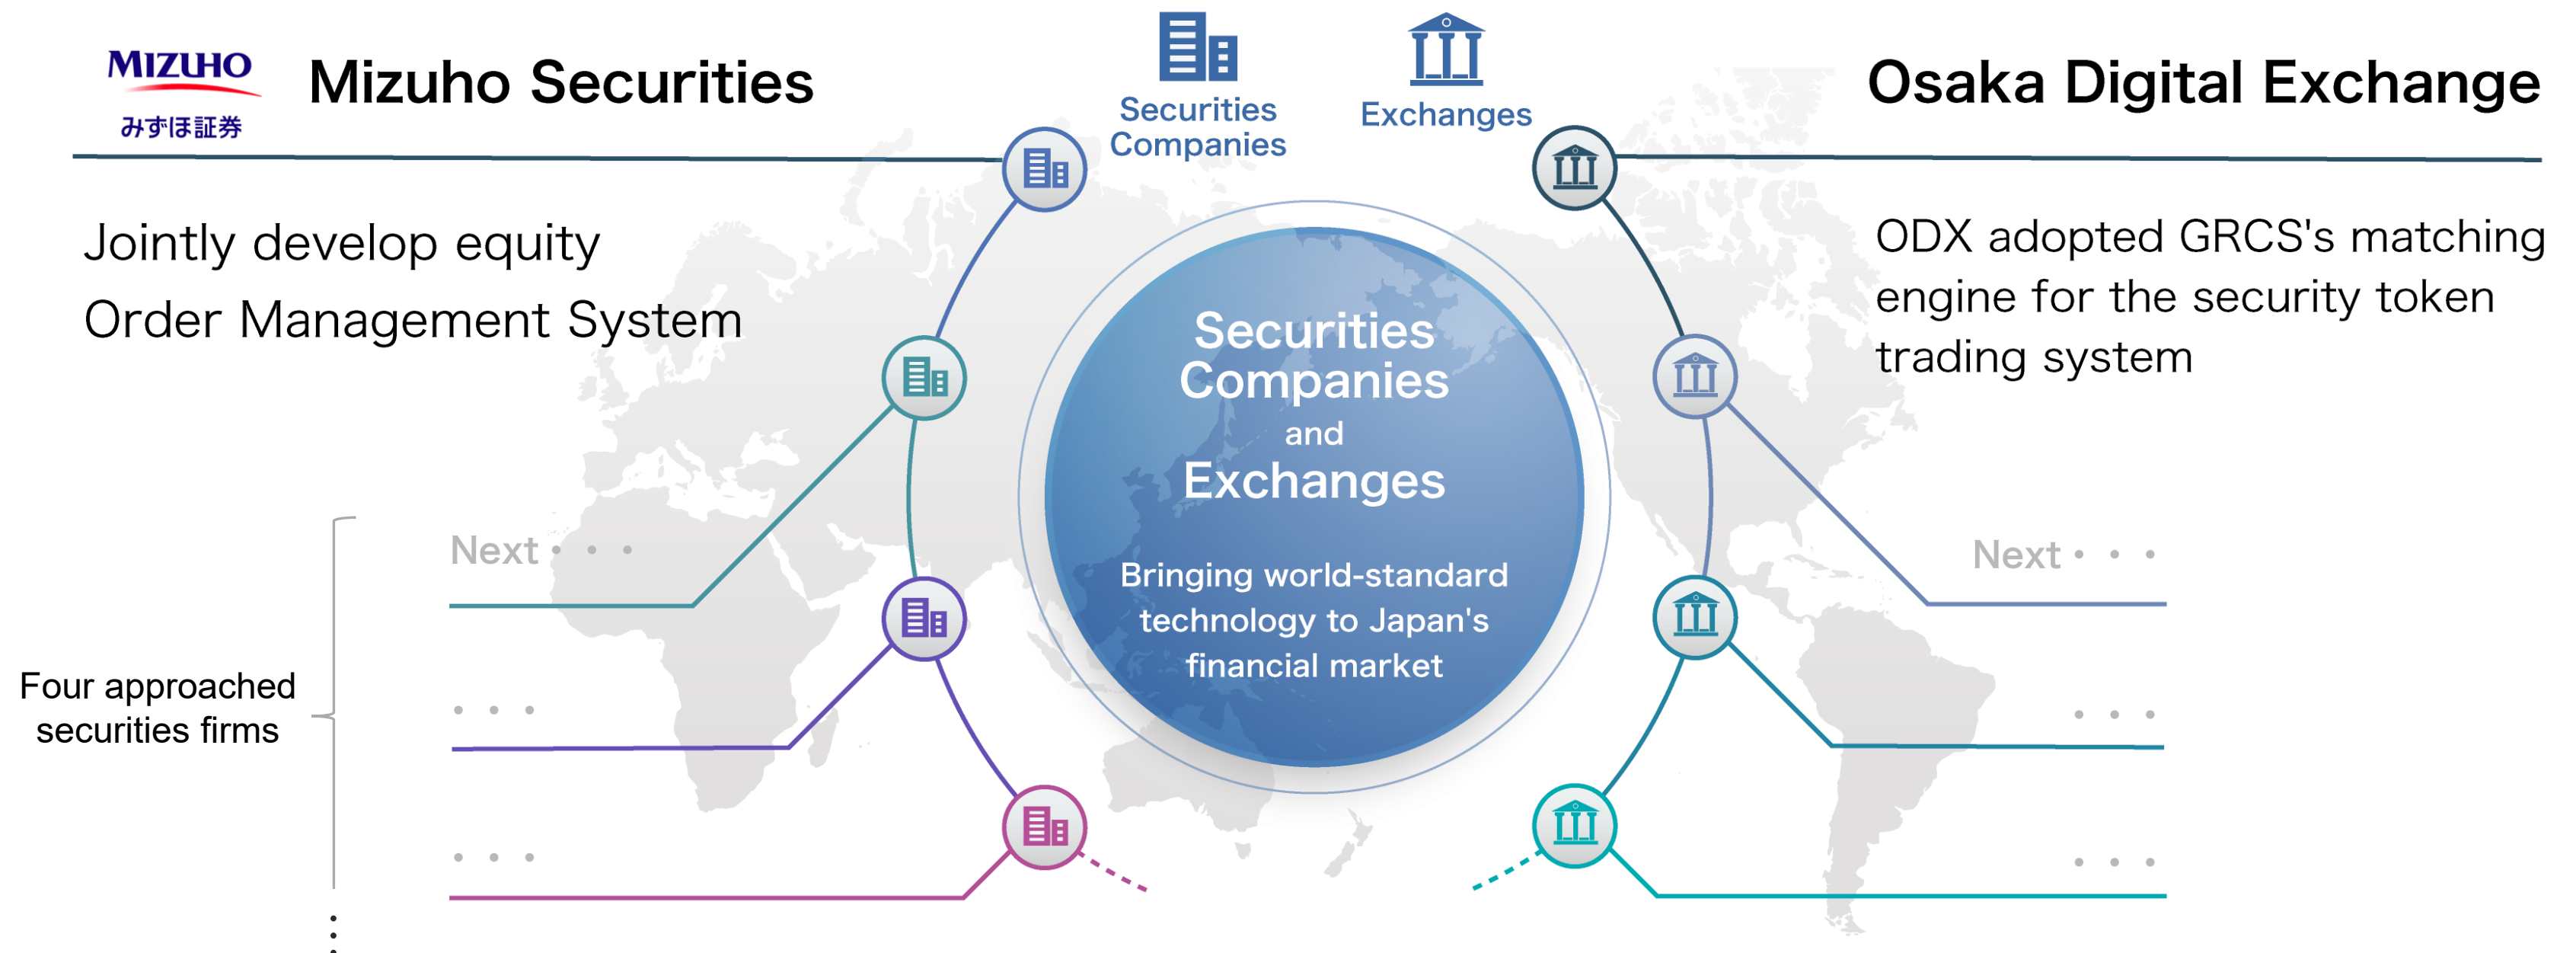 MIZUHO
みずほ証券
Mizuho Securities
Securities
Companies
Exchanges
Osaka Digital Exchange
Jointly develop equity
Order Management System
ODX adopted GRCS's matching
engine for the security token
trading system
Securities
Companies
and
Exchanges
Bringing world-standard
technology to Japan's
financial market
Next • • •
• • •
• • •
Four approached
securities firms
Next • • •
• • •
• • •